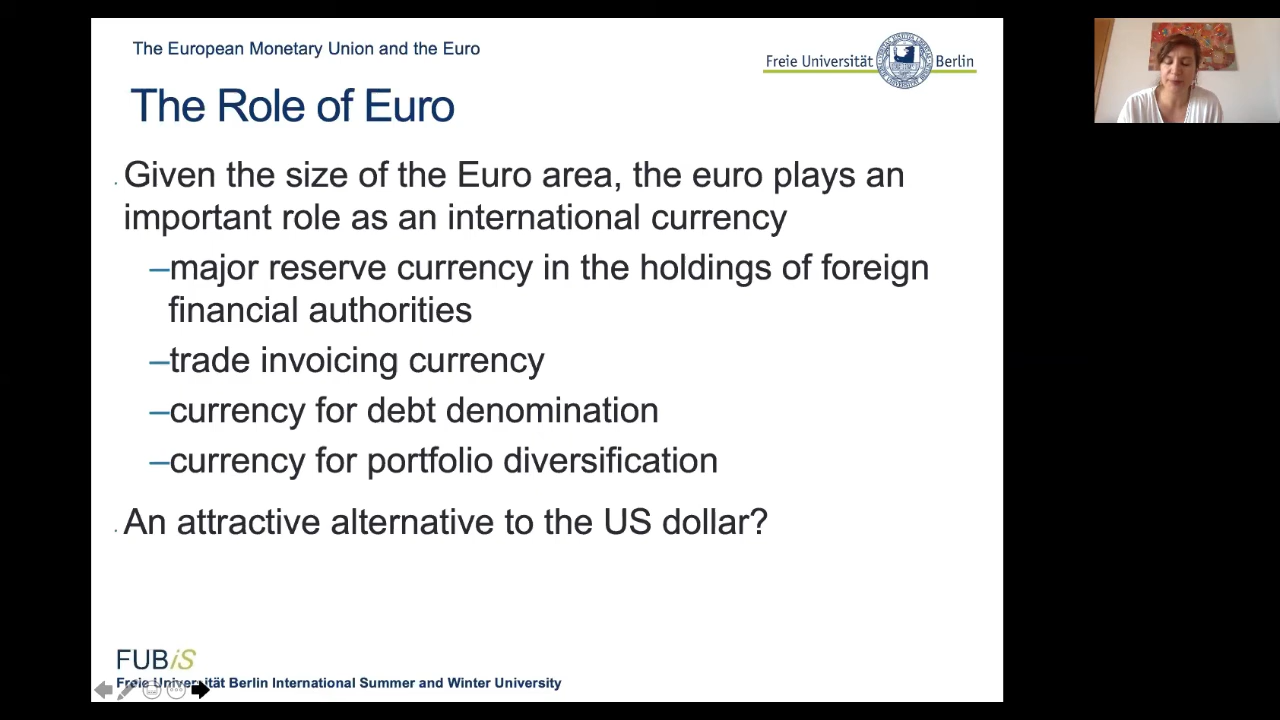 The European Monetary Union and the Euro
Freie Universität Berlin
The Role of Euro
Given the size of the Euro area, the euro plays an
important role as an international currency
–major reserve currency in the holdings of foreign
financial authorities
–trade invoicing currency
–currency for debt denomination
–currency for portfolio diversification
An attractive alternative to the US dollar?
FUBiS
Freie Universität Berlin International Summer and Winter University